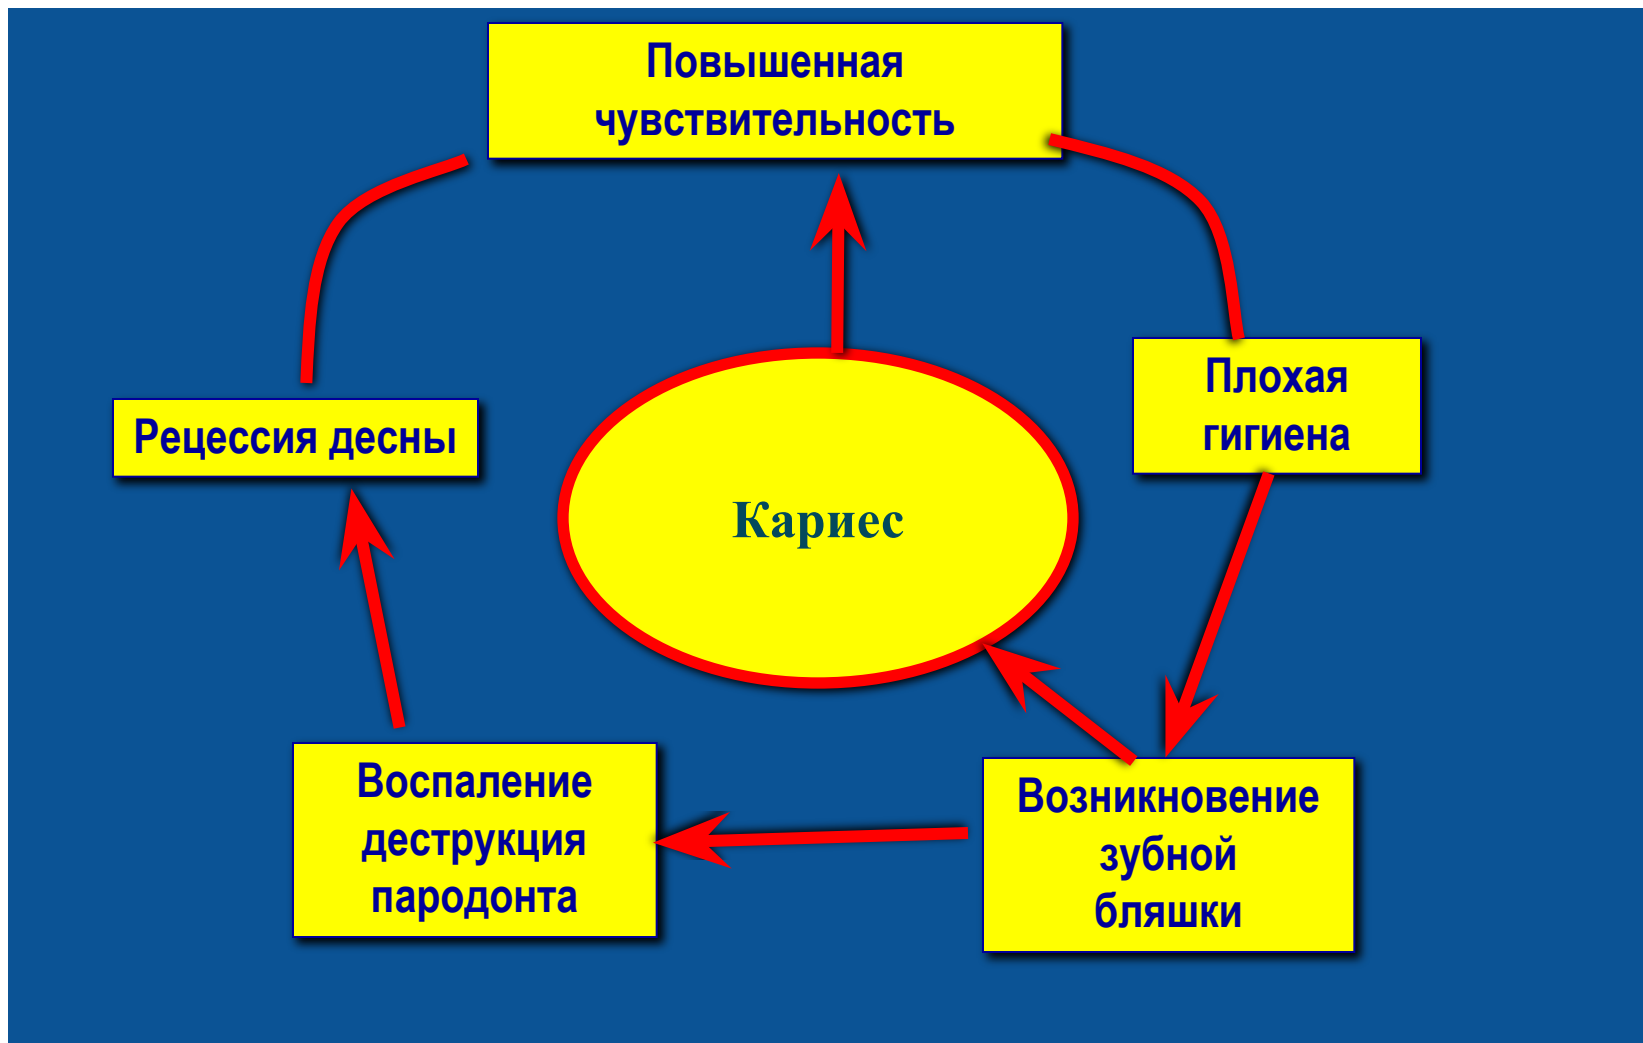 Повышенная
чувствительность
Плохая
гигиена
Рецессия десны
Кариес
Воспаление
деструкция
пародонта
Возникновение
зубной
бляшки